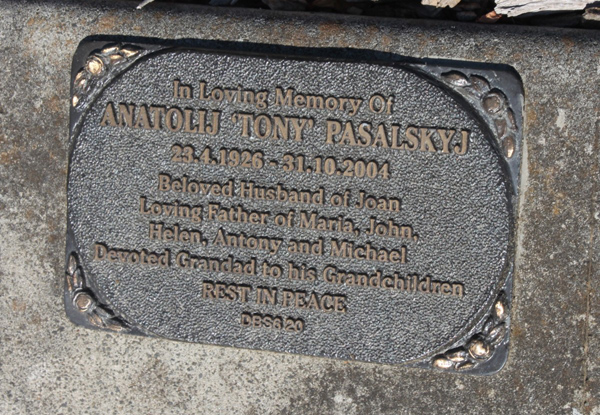 In Loving Memory Of
ANATOLIJ 'TONY' PASALSKYJ
23.4.1926 - 31.10.2004
Beloved Husband of Joan
Loving Father of Maria, John,
Helen, Antony and Michael
Devoted Grandad to his Grandchildren
REST IN PEACE
DBS620